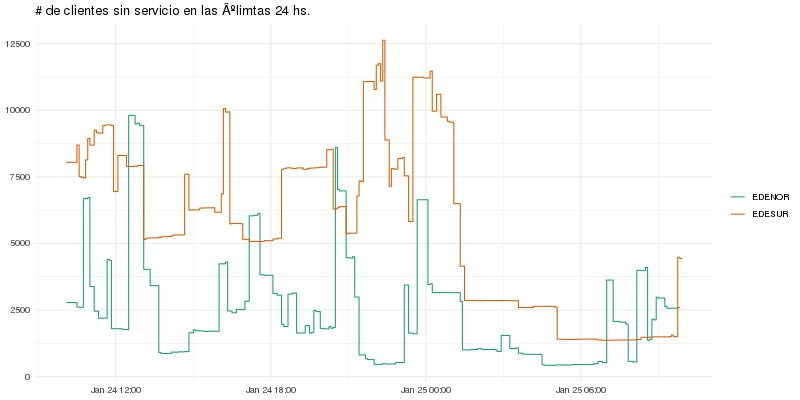 # de clientes sin servicio en las Ãºlimtas 24 hs.
12500
10000
7500
5000
2500
0
Jan 24 12:00
Jan 24 18:00
Jan 25 00:00
Jan 25 06:00
EDENOR
EDESUR